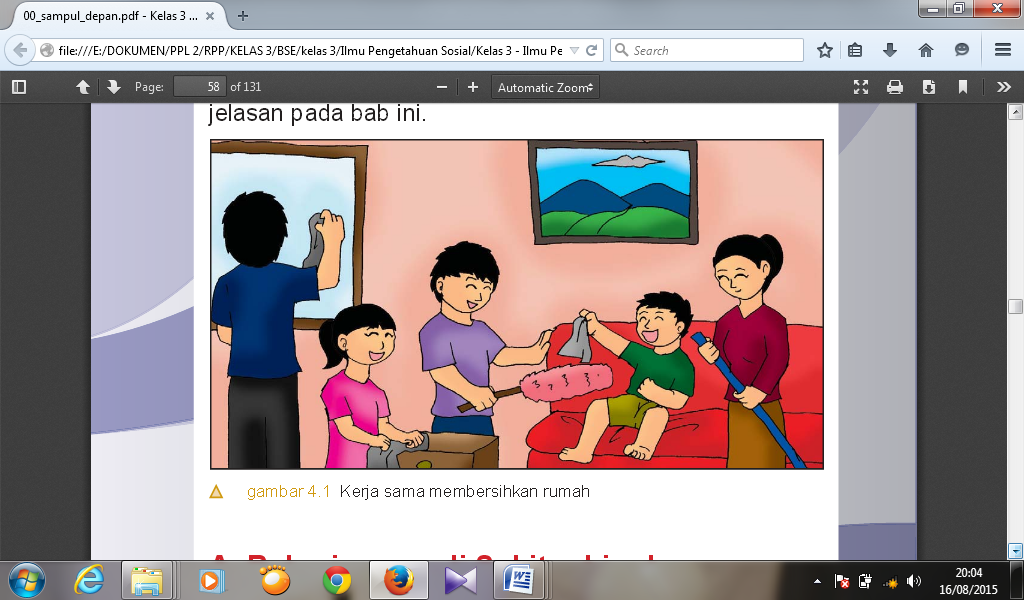 00_sampul_depan.pdf - Kelas 3 ...
file:///E:/DOKUMEN/PPL 2/RPP/KELAS 3/BSE/kelas 3/Ilmu Pengetahuan Sosial/Kelas 3 - Ilmu Pe
Search
Page: 58 of 131
Automatic Zoom
jelasan pada bab ini.
gambar 4.1 Kerja sama membersihkan rumah
20:04
16/08/2015